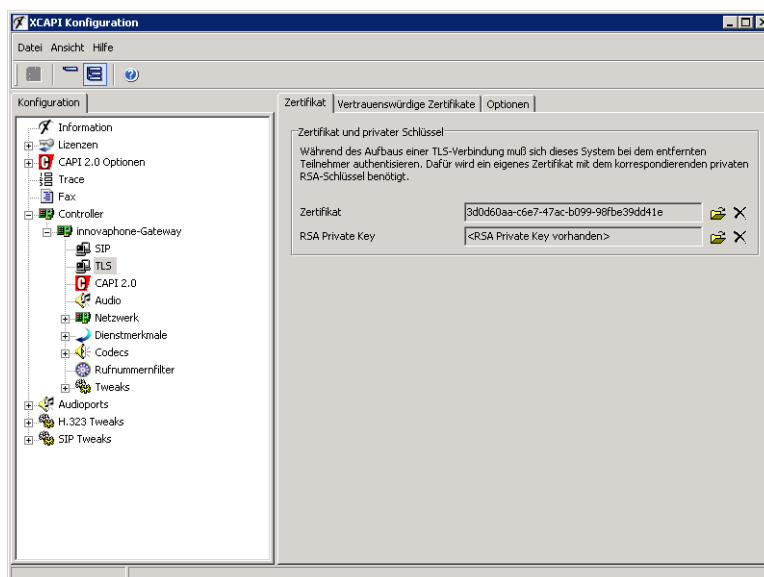 XCAPI Konfiguration
Datei Ansicht Hilfe
Konfiguration
Information
Lizenzen
CAPI 2.0 Optionen
Trace
Fax
Controller
innovaphone-Gateway
SIP
TLS
CAPI 2.0
Audio
Netzwerk
Dienstmerkmale
Codecs
Rufnummernfilter
Tweaks
Audioports
H.323 Tweaks
SIP Tweaks
Zertifikat Vertrauenswürdige Zertifikate Optionen
Zertifikat und privater Schlüssel
Während des Aufbaus einer TLS-Verbindung muß sich dieses System bei dem entfernten
Teilnehmer authentisieren. Dafür wird ein eigenes Zertifikat mit dem korrespondierenden privaten
RSA-Schlüssel benötigt.
Zertifikat 3d0d60aa-c6e7-47ac-b099-98fbe39dd41e
RSA Private Key <RSA Private Key vorhanden>